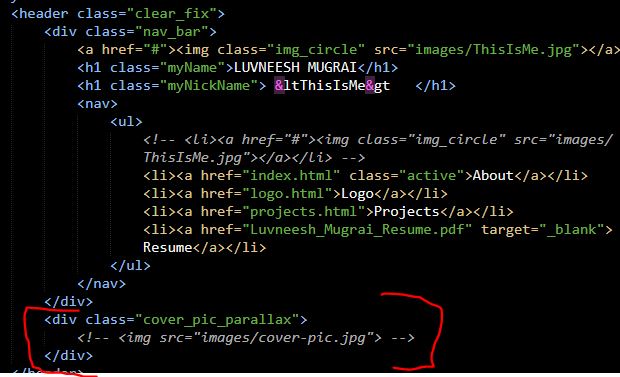 <header class="clear_fix">
<div class="nav_bar">
<a href="#"><img class="img_circle" src="images/ThisIsMe.jpg"></a>
<h1 class="myName">LUVNEESH MUGRAI</h1>
<h1 class="myNickName"> &ltThisIsMe&gt   </h1>
<nav>
<ul>
<!-- <li><a href="#"><img class="img_circle" src="images/
ThisIsMe.jpg"></a></li> -->
<li><a href="index.html" class="active">About</a></li>
<li><a href="logo.html">Logo</a></li>
<li><a href="projects.html">Projects</a></li>
<li><a href="Luvneesh_Mugrai_Resume.pdf" target="_blank">
Resume</a></li>
</ul>
</nav>
</div>
<div class="cover_pic_parallax">
<!-- <img src="images/cover-pic.jpg"> -->
</div>
</header>